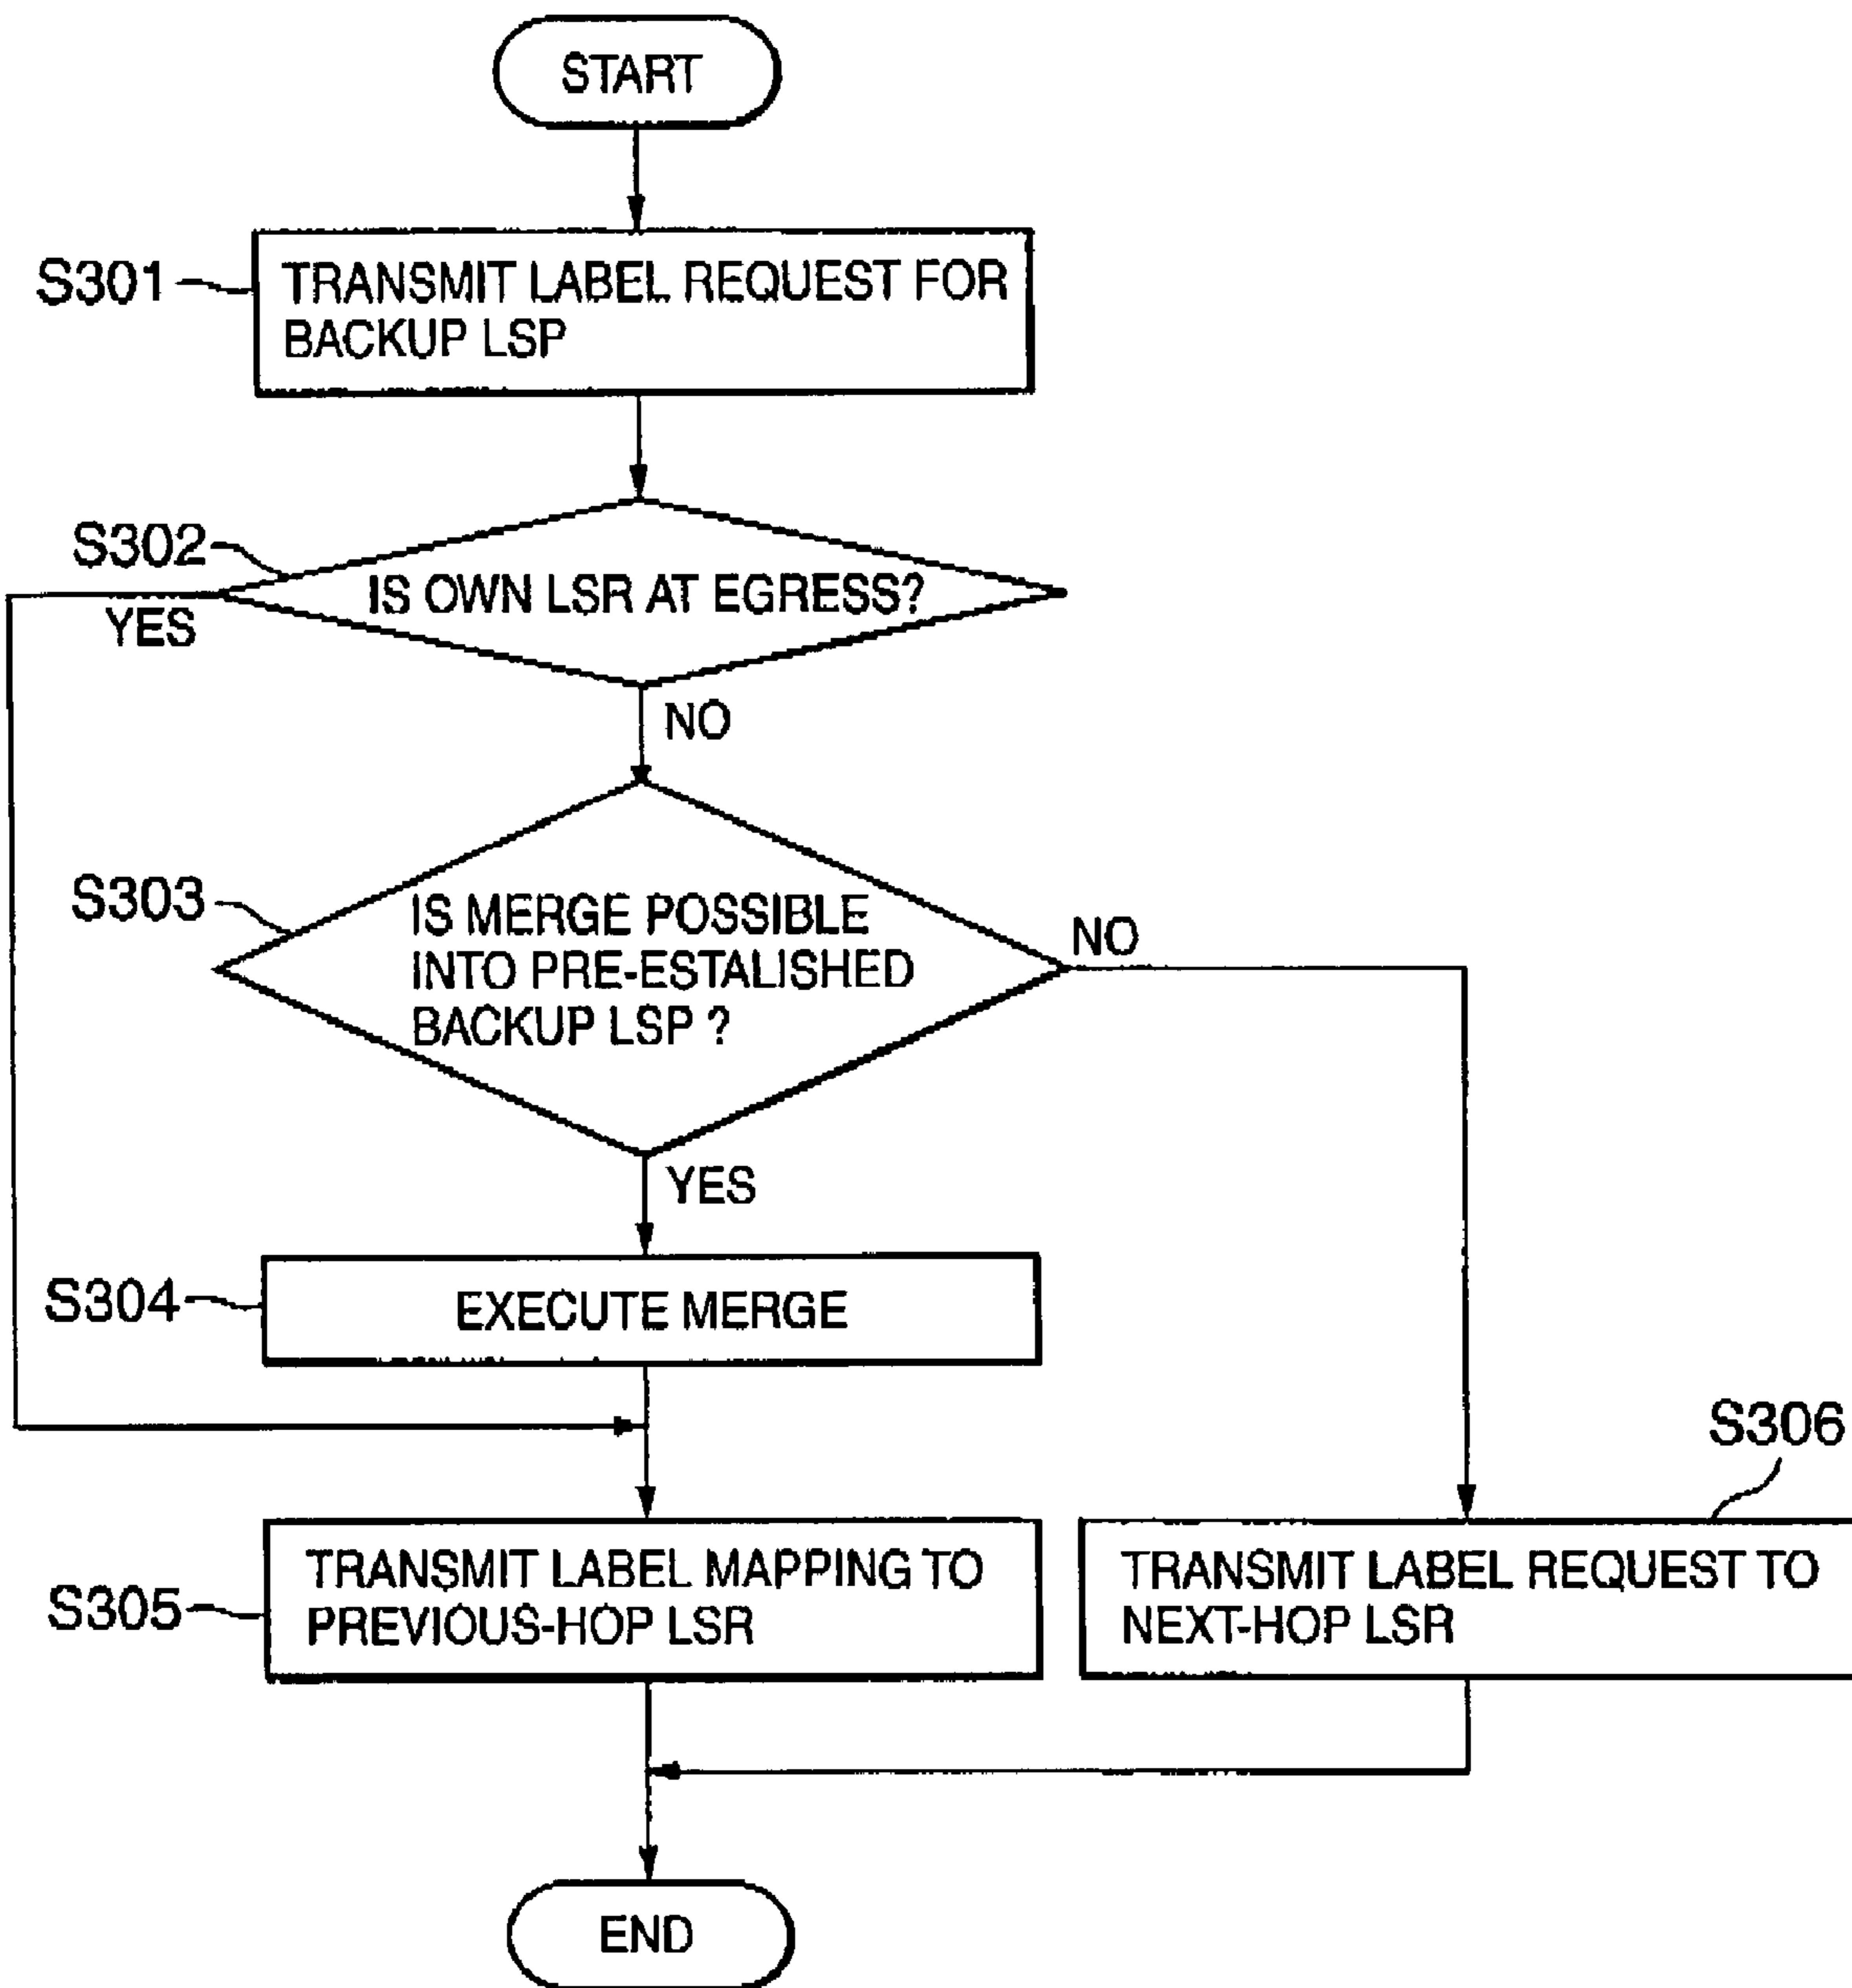 START
S301
TRANSMIT LABEL REQUEST FOR
BACKUP LSP
S302
IS OWN LSR AT EGRESS?
YES
NO
S303
IS MERGE POSSIBLE
INTO PRE-ESTALISHED
BACKUP LSP ?
NO
YES
S304
EXECUTE MERGE
S305
TRANSMIT LABEL MAPPING TO
PREVIOUS-HOP LSR
S306
TRANSMIT LABEL REQUEST TO
NEXT-HOP LSR
END